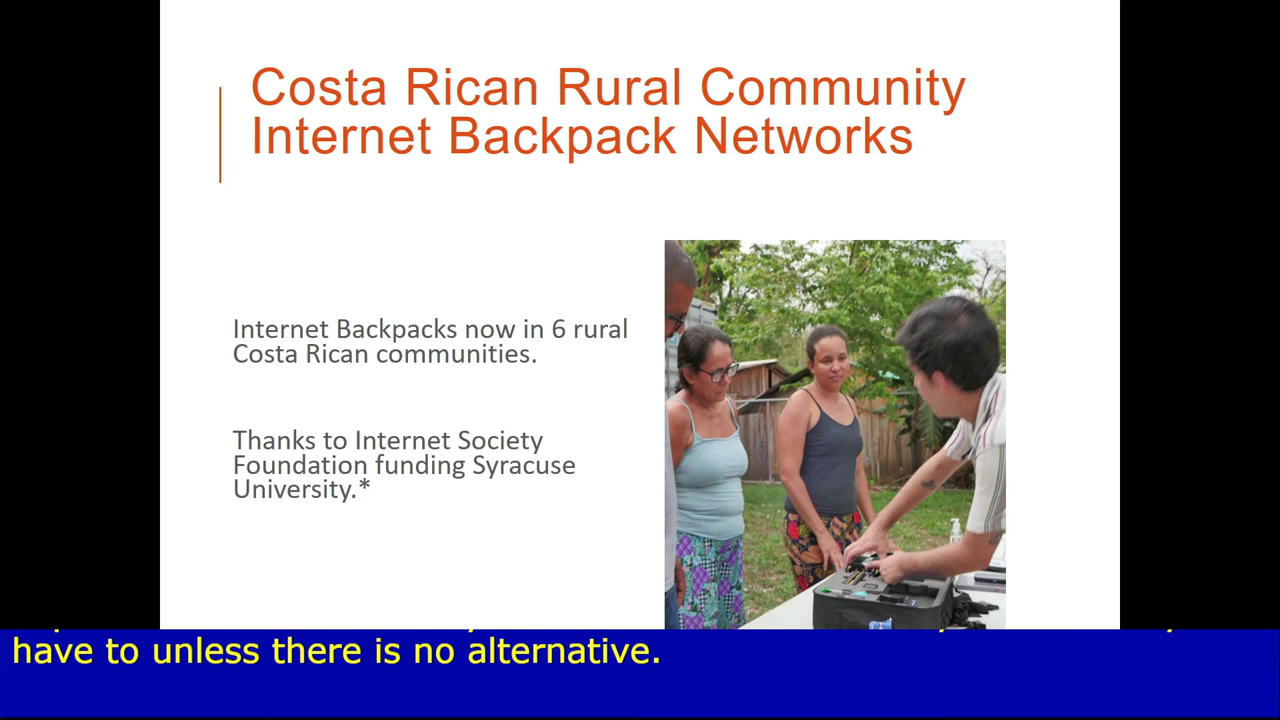 Costa Rican Rural Community
Internet Backpack Networks
Internet Backpacks now in 6 rural
Costa Rican communities.
Thanks to Internet Society
Foundation funding Syracuse
University.*
have to unless there is no alternative.